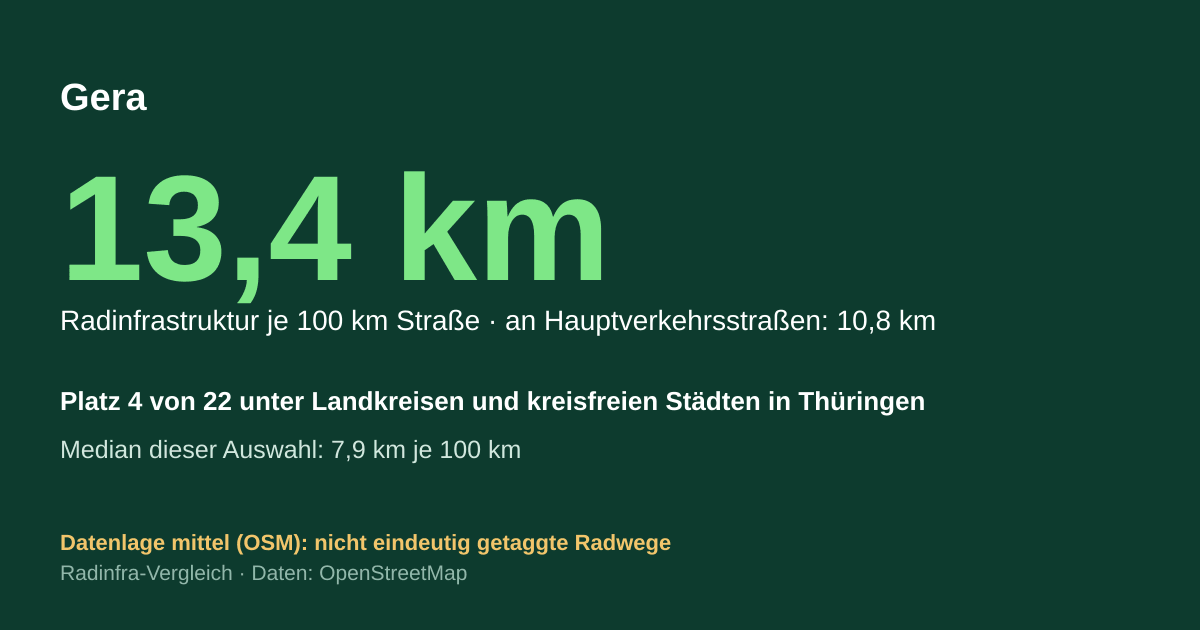 Gera
13,4 km
Radinfrastruktur je 100 km Straße · an Hauptverkehrsstraßen: 10,8 km
Platz 4 von 22 unter Landkreisen und kreisfreien Städten in Thüringen
Median dieser Auswahl: 7,9 km je 100 km
Datenlage mittel (OSM): nicht eindeutig getaggte Radwege
Radinfra-Vergleich · Daten: OpenStreetMap